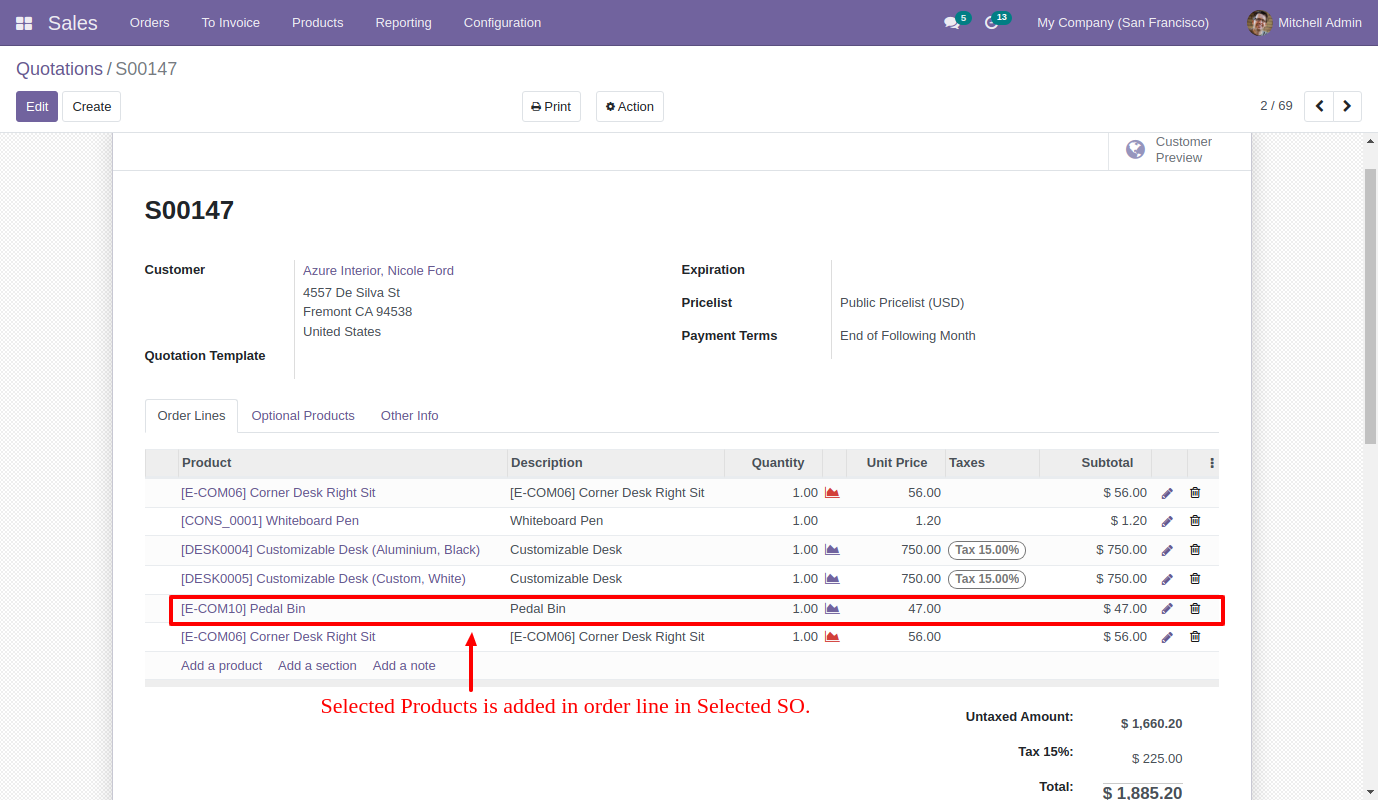 Sales Orders To Invoice Products Reporting Configuration 5 13 My Company (San Francisco) Mitchell Admin
Quotations / S00147
Edit Create Print Action 2 / 69
Customer
Preview
S00147
Customer Azure Interior, Nicole Ford Expiration
4557 De Silva St
Fremont CA 94538 Pricelist Public Pricelist (USD)
United States Payment Terms End of Following Month
Quotation Template
Order Lines Optional Products Other Info
Product Description Quantity Unit Price Taxes Subtotal
[E-COM06] Corner Desk Right Sit [E-COM06] Corner Desk Right Sit 1.00 56.00 $ 56.00
[CONS_0001] Whiteboard Pen Whiteboard Pen 1.00 1.20 $ 1.20
[DESK0004] Customizable Desk (Aluminium, Black) Customizable Desk 1.00 750.00 Tax 15.00% $ 750.00
[DESK0005] Customizable Desk (Custom, White) Customizable Desk 1.00 750.00 Tax 15.00% $ 750.00
[E-COM10] Pedal Bin Pedal Bin 1.00 47.00 $ 47.00
[E-COM06] Corner Desk Right Sit [E-COM06] Corner Desk Right Sit 1.00 56.00 $ 56.00
Add a product Add a section Add a note
Selected Products is added in order line in Selected SO.
Untaxed Amount: $ 1,660.20
Tax 15%: $ 225.00
Total: $ 1,885.20